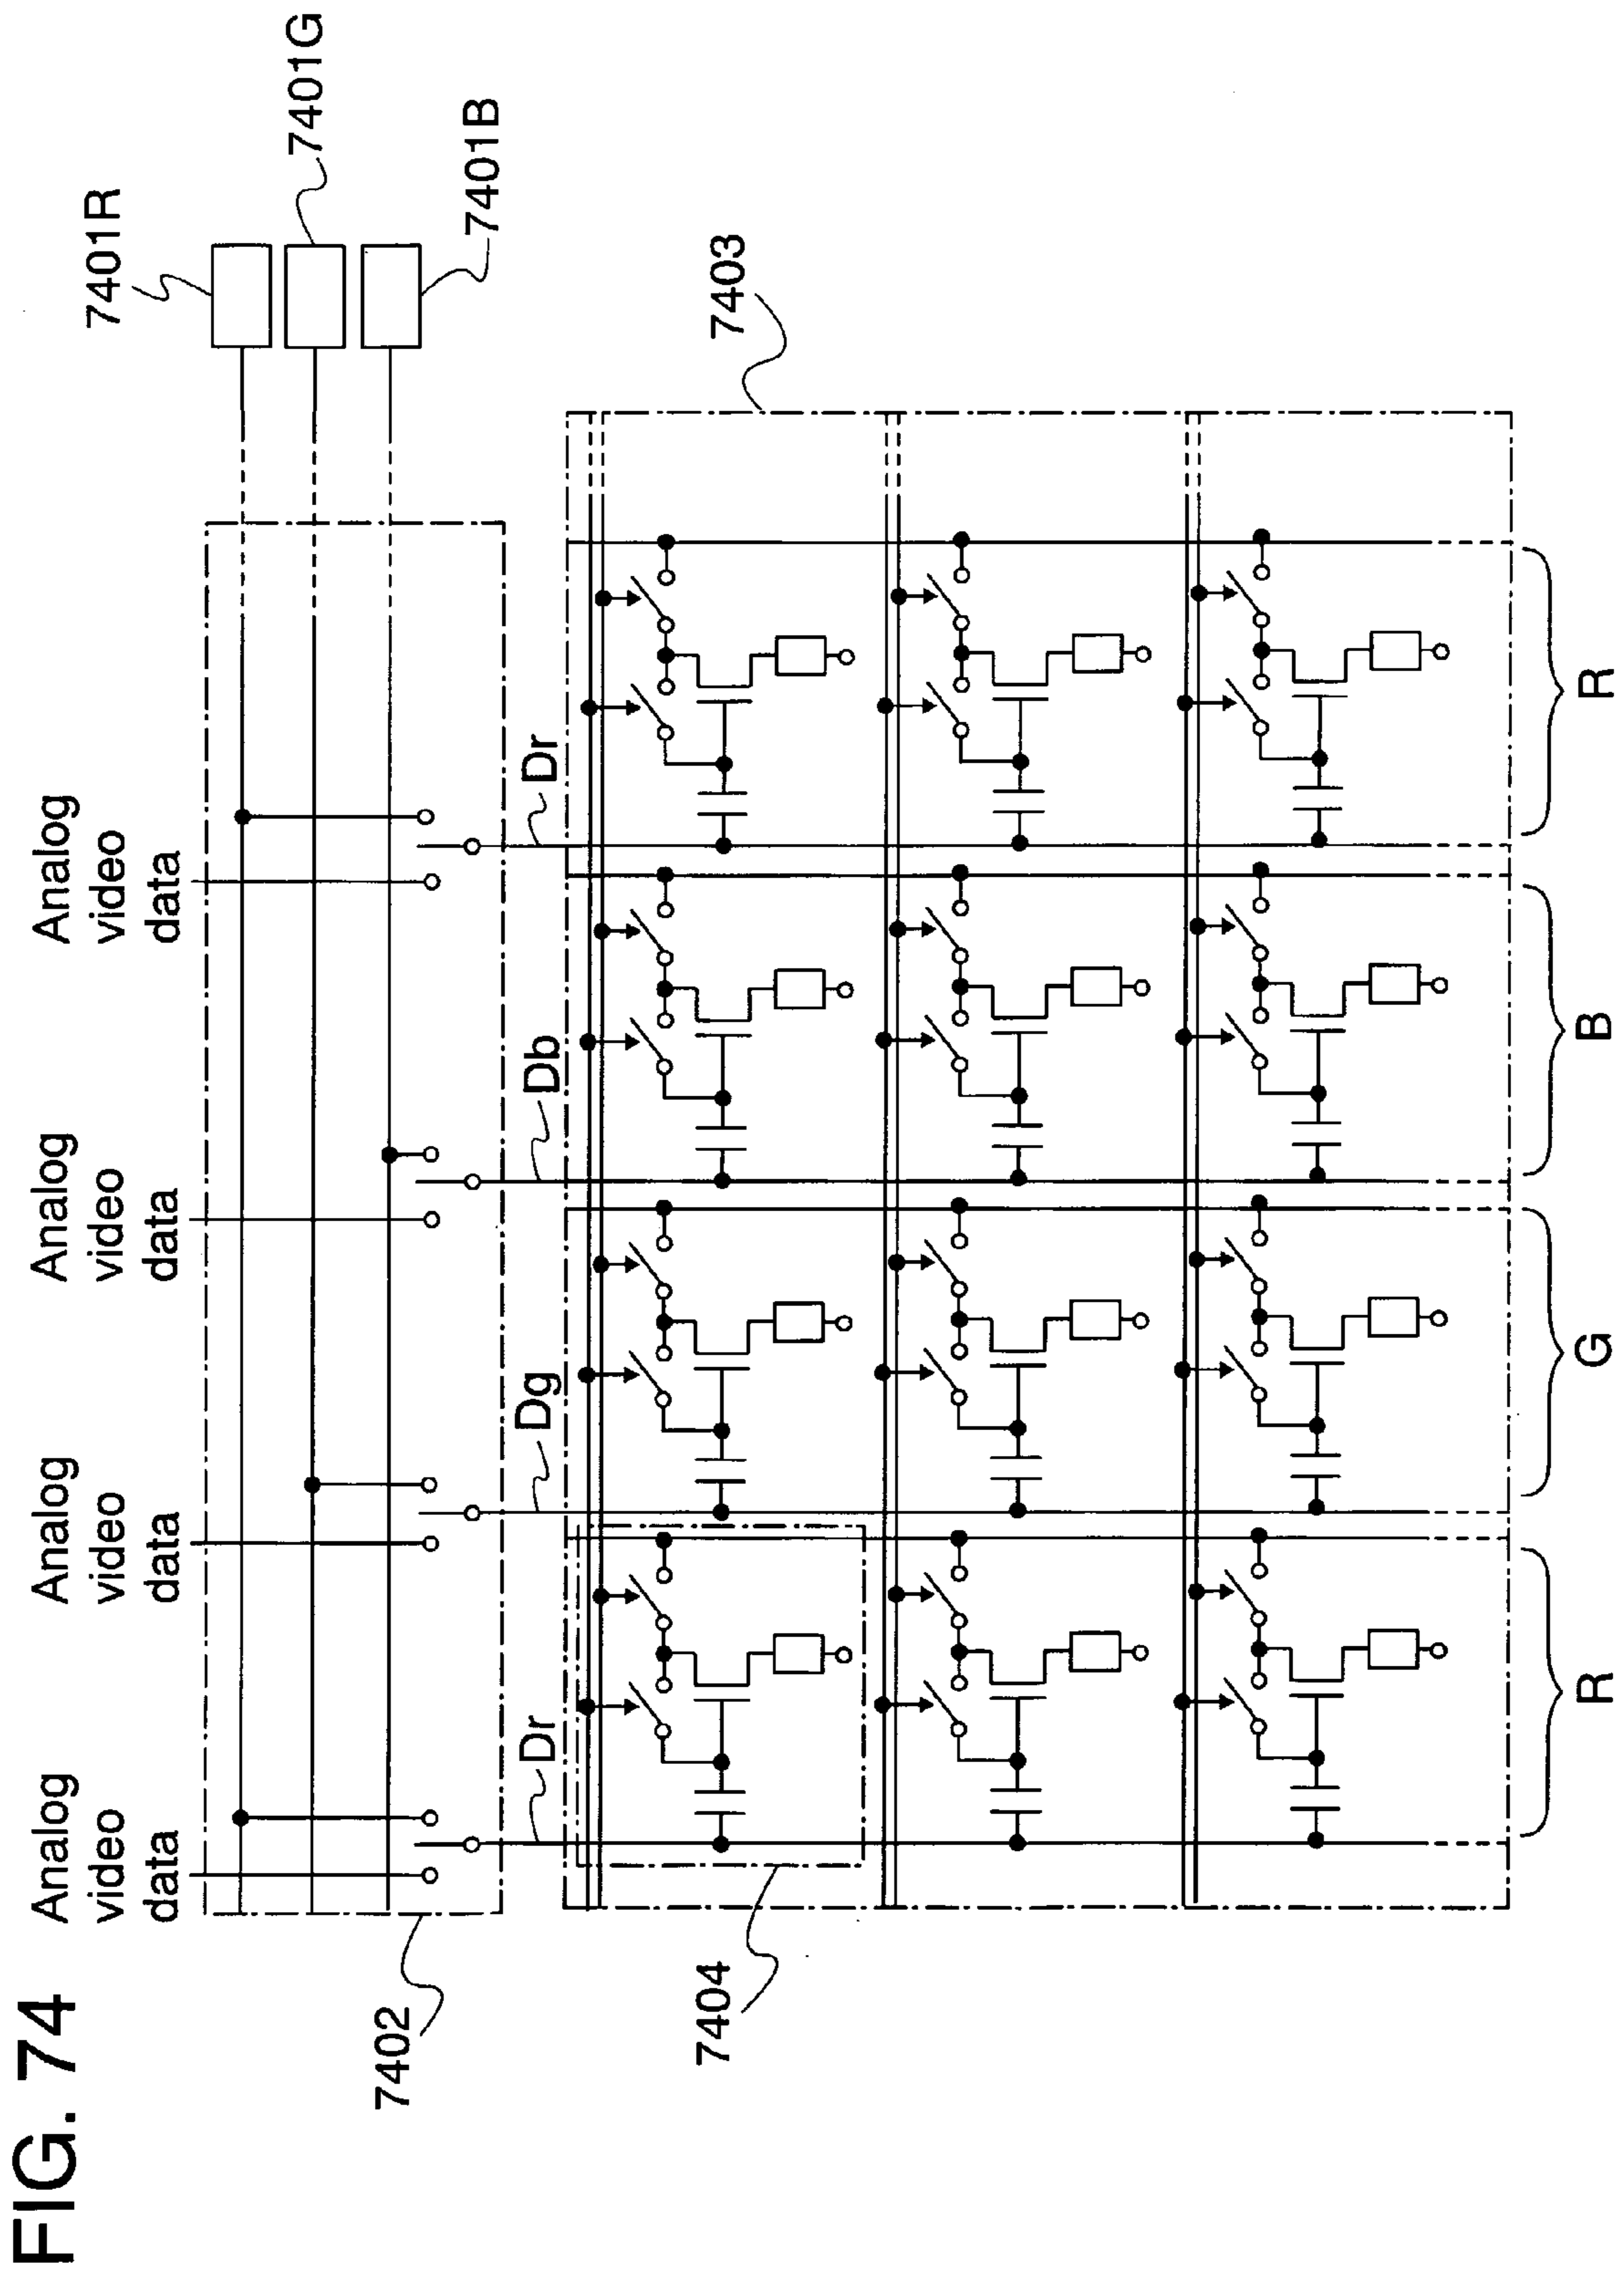 FIG. 74
7401R
7401G
7401B
Analog
video
data
Analog
video
data
Analog
video
data
Analog
video
data
7402
Dr
Dg
Db
Dr
7403
7404
R
G
B
R